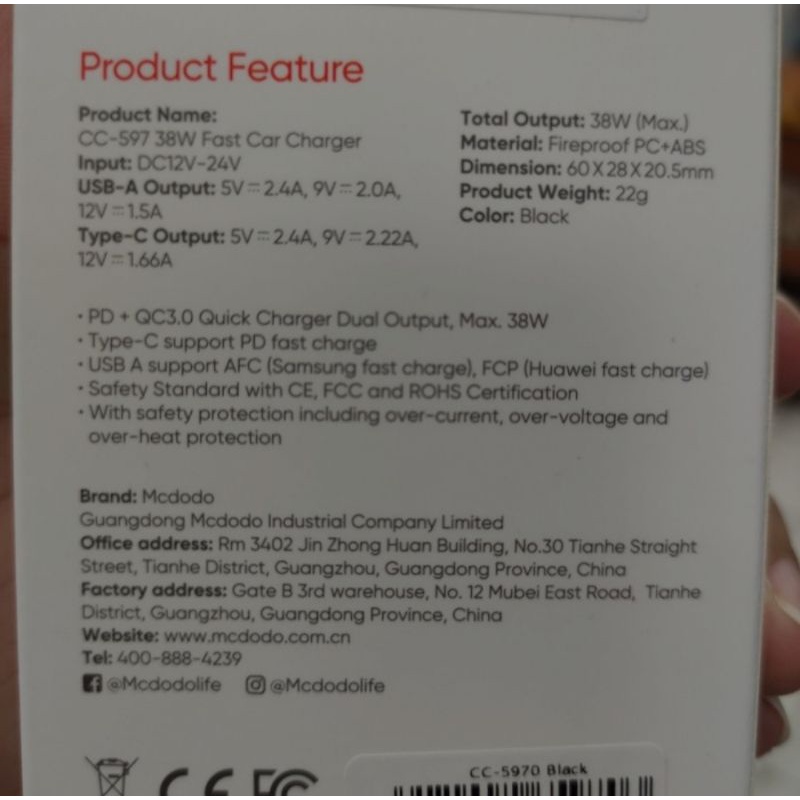 Product Feature
Product Name:
CC-597 38W Fast Car Charger
Input: DC12V-24V
USB-A Output: 5V⎓2.4A, 9V⎓2.0A,
12V⎓1.5A
Type-C Output: 5V⎓2.4A, 9V⎓2.22A,
12V⎓1.66A
Total Output: 38W (Max.)
Material: Fireproof PC+ABS
Dimension: 60X28X20.5mm
Product Weight: 22g
Color: Black
· PD + QC3.0 Quick Charger Dual Output, Max. 38W
· Type-C support PD fast charge
· USB A support AFC (Samsung fast charge), FCP (Huawei fast charge)
· Safety Standard with CE, FCC and ROHS Certification
· With safety protection including over-current, over-voltage and
over-heat protection
Brand: Mcdodo
Guangdong Mcdodo Industrial Company Limited
Office address: Rm 3402 Jin Zhong Huan Building, No.30 Tianhe Straight
Street, Tianhe District, Guangzhou, Guangdong Province, China
Factory address: Gate B 3rd warehouse, No. 12 Mubei East Road, Tianhe
District, Guangzhou, Guangdong Province, China
Website: www.mcdodo.com.cn
Tel: 400-888-4239
@Mcdodolife @Mcdodolife
CE FC
CC-5970 Black